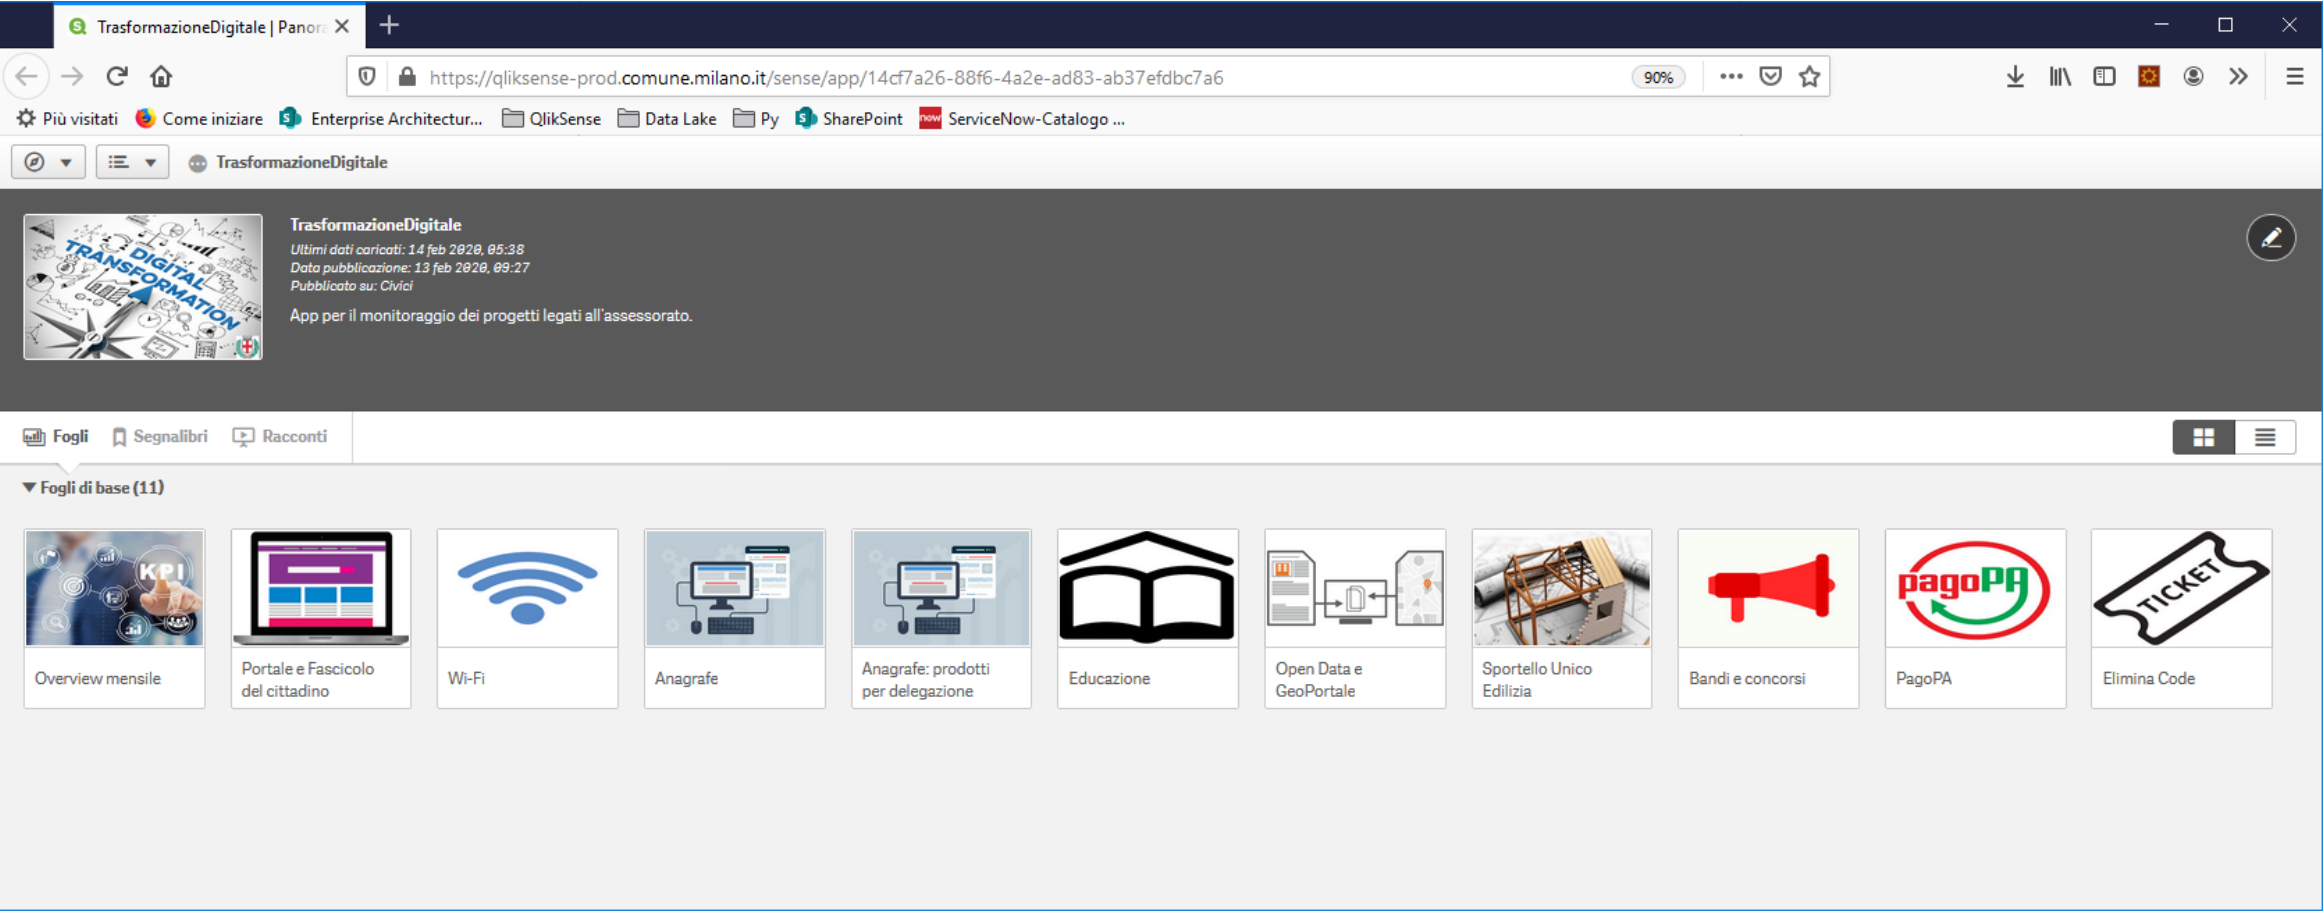 TrasformazioneDigitale | Panora
https://qliksense-prod.comune.milano.it/sense/app/14cf7a26-88f6-4a2e-ad83-ab37efdbc7a6
90%
Più visitati
Come iniziare
Enterprise Architectur...
QlikSense
Data Lake
Py
SharePoint
now
ServiceNow-Catalogo ...
TrasformazioneDigitale
DIGITAL
TRANSFORMATION
TrasformazioneDigitale
Ultimi dati caricati: 14 feb 2020, 05:38
Data pubblicazione: 13 feb 2020, 09:27
Pubblicato su: Civici
App per il monitoraggio dei progetti legati all'assessorato.
Fogli
Segnalibri
Racconti
Fogli di base (11)
KPI
pagoPA
TICKET
Overview mensile
Portale e Fascicolo
del cittadino
Wi-Fi
Anagrafe
Anagrafe: prodotti
per delegazione
Educazione
Open Data e
GeoPortale
Sportello Unico
Edilizia
Bandi e concorsi
PagoPA
Elimina Code